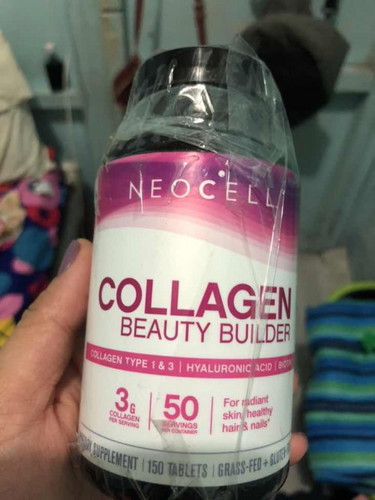 NEOCELL
COLLAGEN
BEAUTY BUILDER
COLLAGEN TYPE 1 & 3 | HYALURONIC ACID | BIOTIN
3G
COLLAGEN
PER SERVING
50
SERVINGS
PER CONTAINER
For radiant
skin, healthy
hair & nails*
SUPPLEMENT | 150 TABLETS | GRASS-FED + GLUTEN